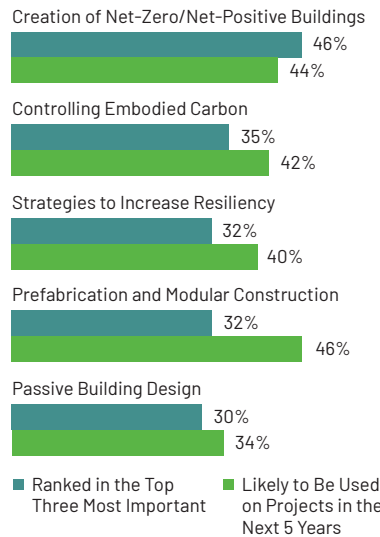 Creation of Net-Zero/Net-Positive Buildings
46%
44%
Controlling Embodied Carbon
35%
42%
Strategies to Increase Resiliency
32%
40%
Prefabrication and Modular Construction
32%
46%
Passive Building Design
30%
34%
Ranked in the Top
Three Most Important
Likely to Be Used
on Projects in the
Next 5 Years